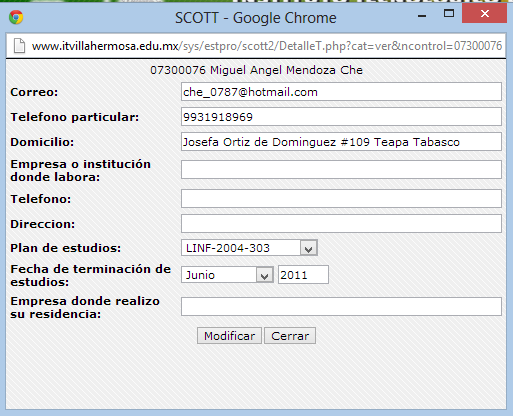 SCOTT - Google Chrome
www.itvillahermosa.edu.mx/sys/estpro/scott2/DetalleT.php?cat=ver&ncontrol=07300076
07300076 Miguel Angel Mendoza Che
Correo: che_0787@hotmail.com
Telefono particular: 9931918969
Domicilio: Josefa Ortiz de Dominguez #109 Teapa Tabasco
Empresa o institución
donde labora:
Telefono:
Direccion:
Plan de estudios: LINF-2004-303
Fecha de terminación de
estudios: Junio 2011
Empresa donde realizo
su residencia:
Modificar Cerrar